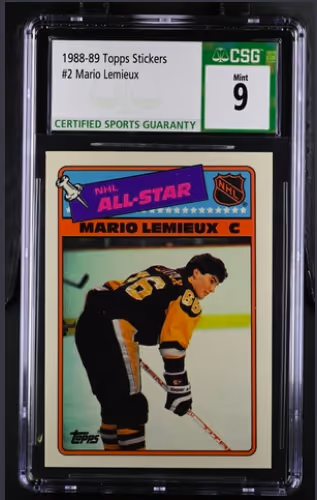 1988-89 Topps Stickers
#2 Mario Lemieux
CSG
Mint
9
CERTIFIED SPORTS GUARANTY
NHL
ALL-STAR
NHL
MARIO LEMIEUX C
66
66
Topps